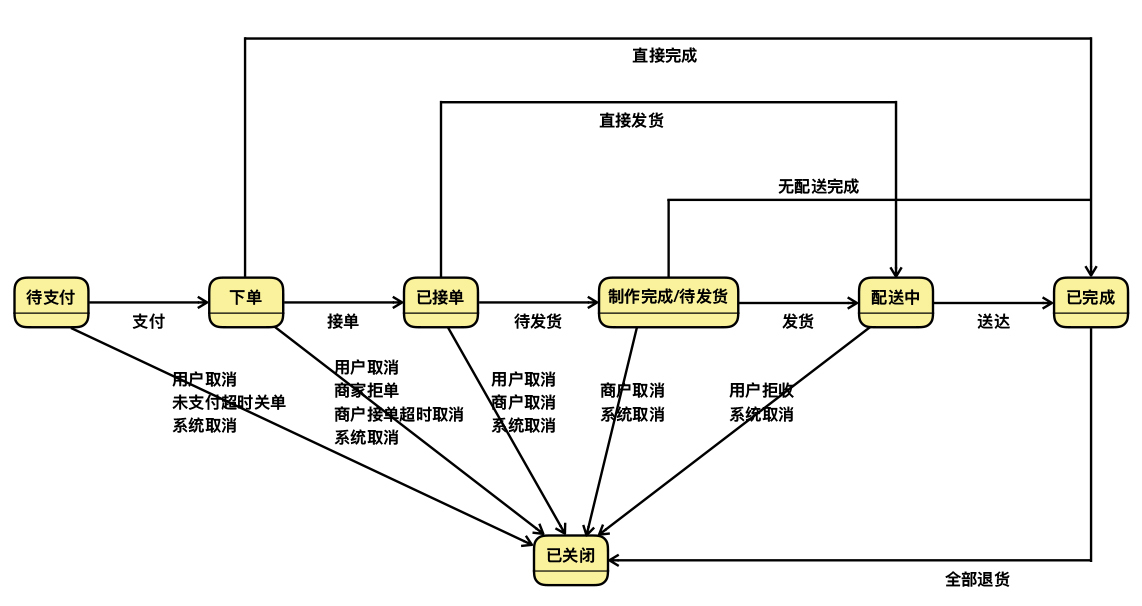 直接完成
直接发货
无配送完成
待支付
下单
已接单
制作完成/待发货
配送中
已完成
支付
接单
待发货
发货
送达
用户取消
未支付超时关单
系统取消
用户取消
商家拒单
商户接单超时取消
系统取消
用户取消
商户取消
系统取消
商户取消
系统取消
用户拒收
系统取消
已关闭
全部退货